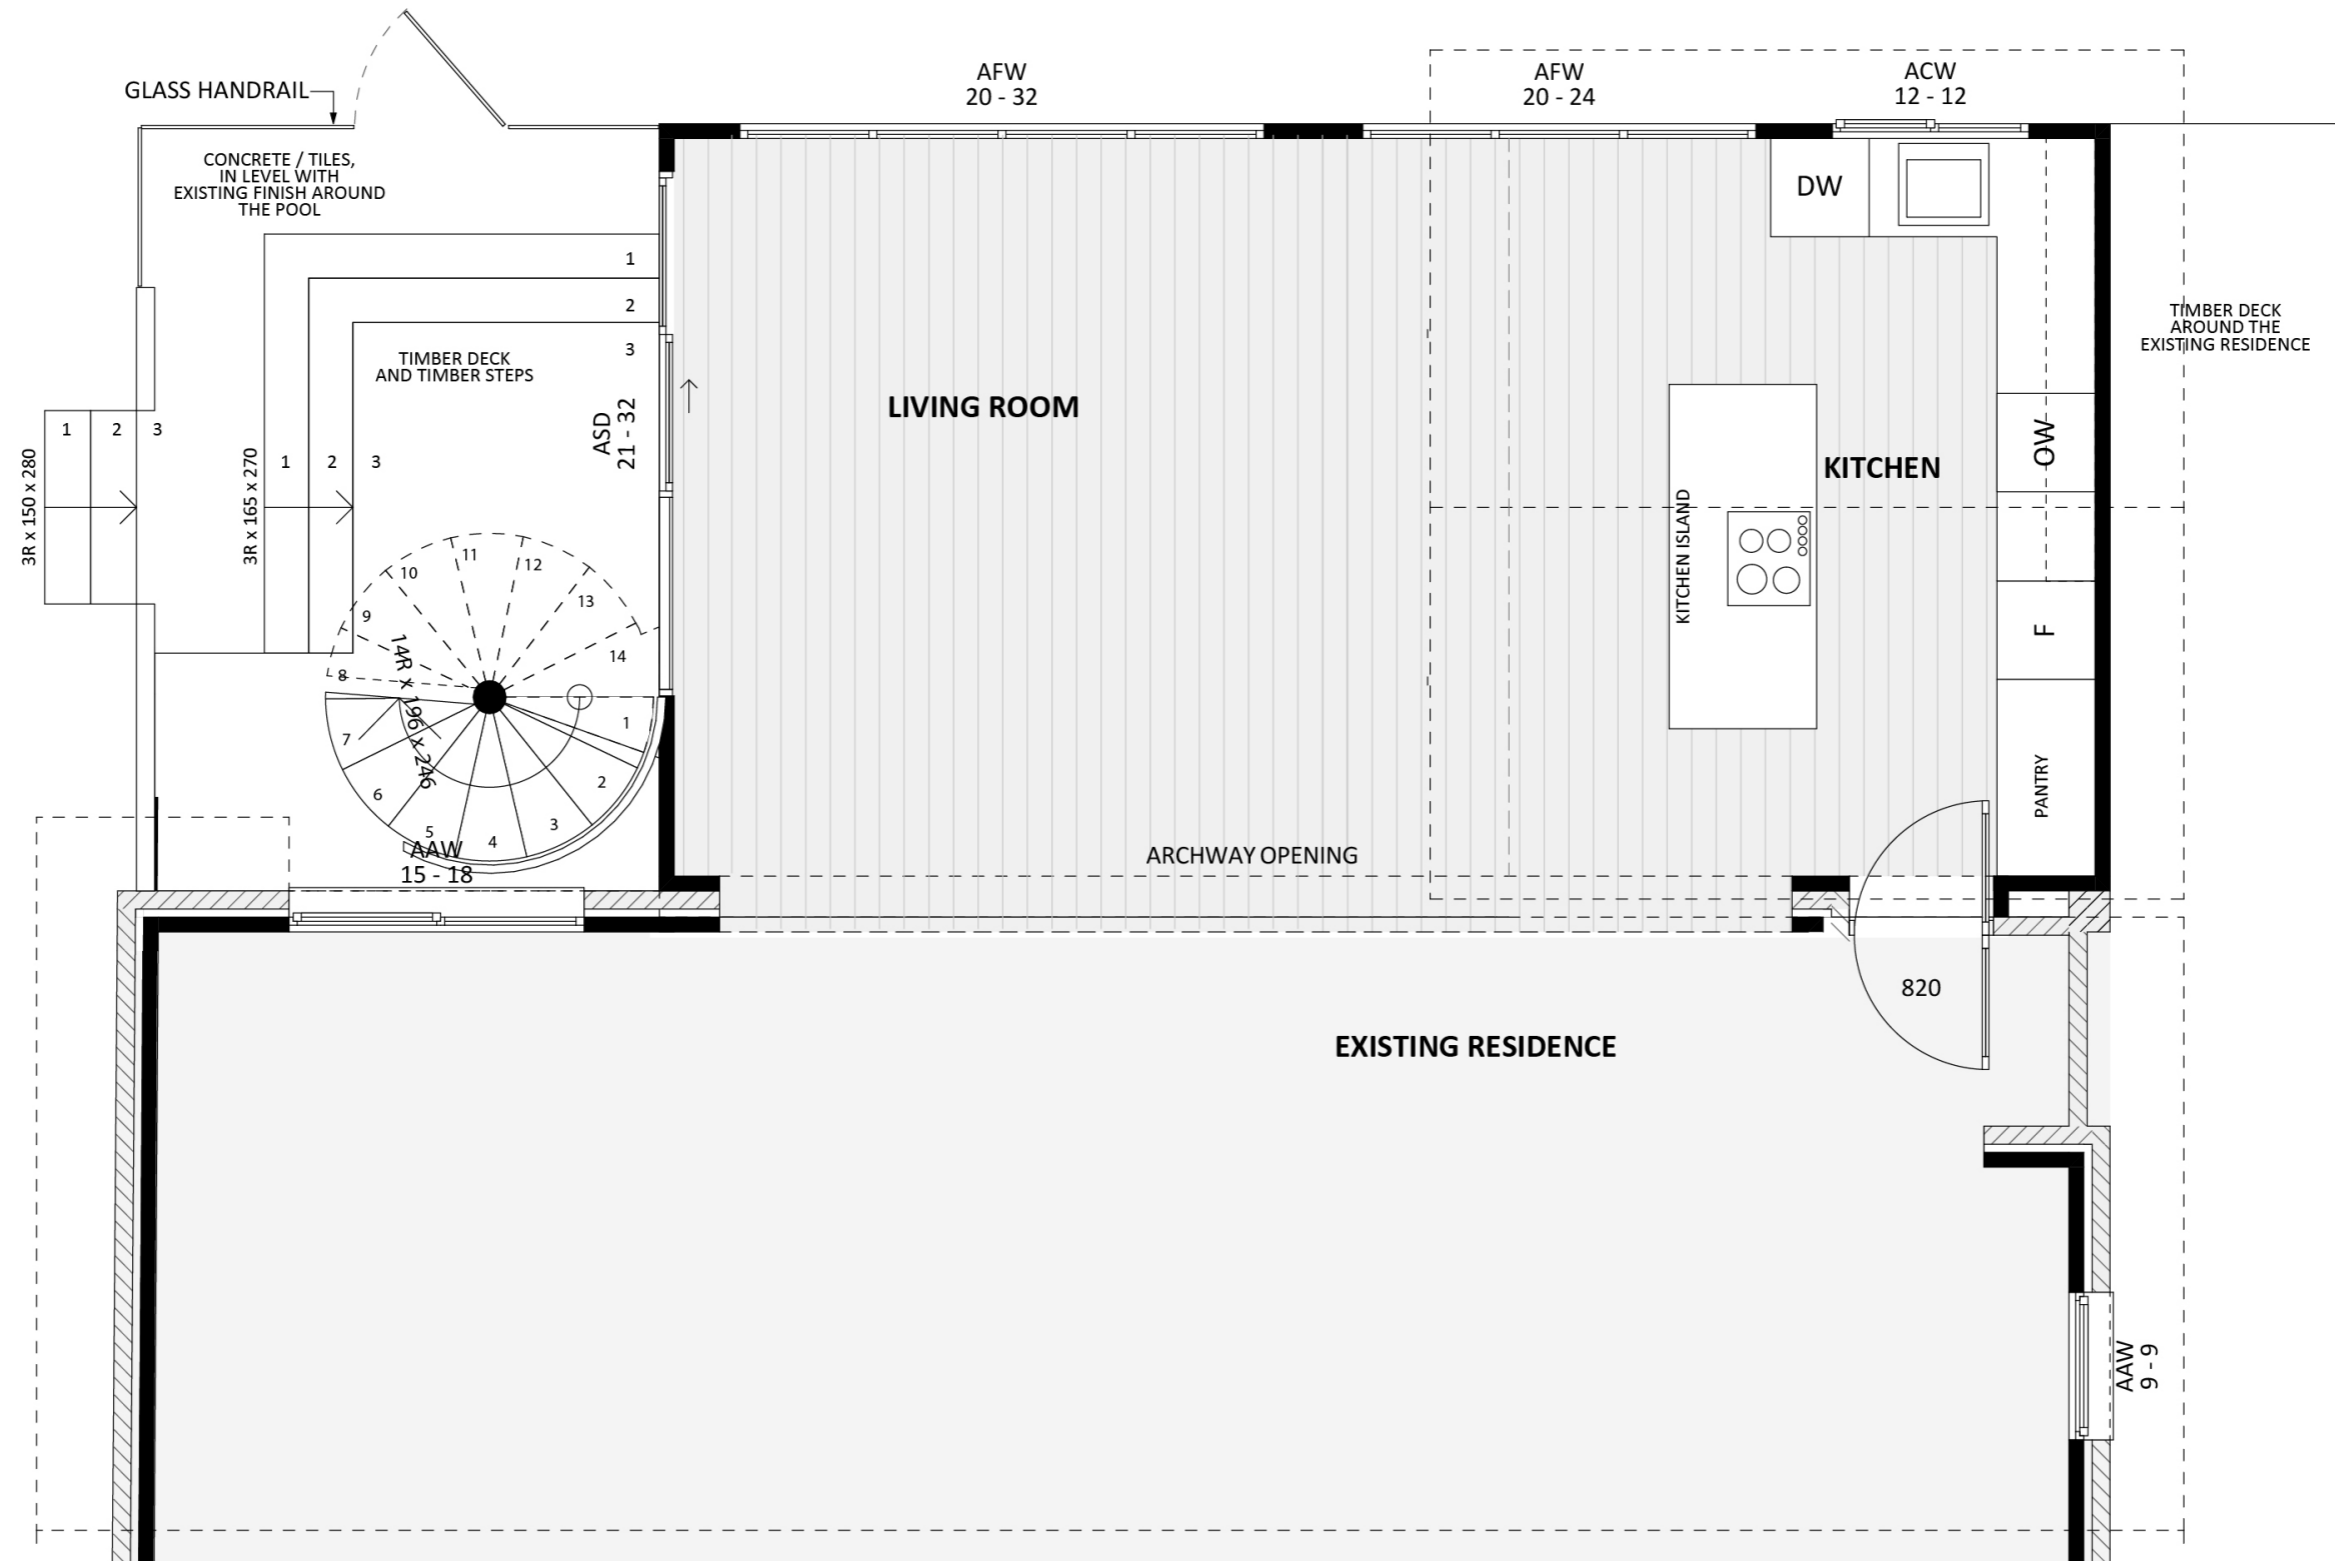 AFW
20 - 32
AFW
20 - 24
ACW
12 - 12
GLASS HANDRAIL
CONCRETE / TILES,
IN LEVEL WITH
EXISTING FINISH AROUND
THE POOL
DW
1
2
3
TIMBER DECK
AND TIMBER STEPS
TIMBER DECK
AROUND THE
EXISTING RESIDENCE
ASD
21 - 32
LIVING ROOM
KITCHEN
OW
KITCHEN ISLAND
F
PANTRY
3R x 150 x 280
1
2
3
3R x 165 x 270
1
2
3
11
12
10
13
9
14
8
14R x 196 x 246
1
7
2
6
3
5
4
AAW
15 - 18
ARCHWAY OPENING
820
EXISTING RESIDENCE
AAW
9 - 9